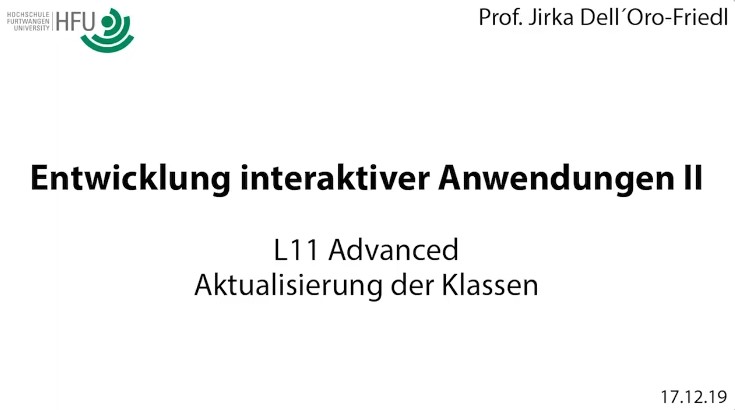 HOCHSCHULE
FURTWANGEN
UNIVERSITY
HFU
Prof. Jirka Dell´Oro-Friedl
Entwicklung interaktiver Anwendungen II
L11 Advanced
Aktualisierung der Klassen
17.12.19